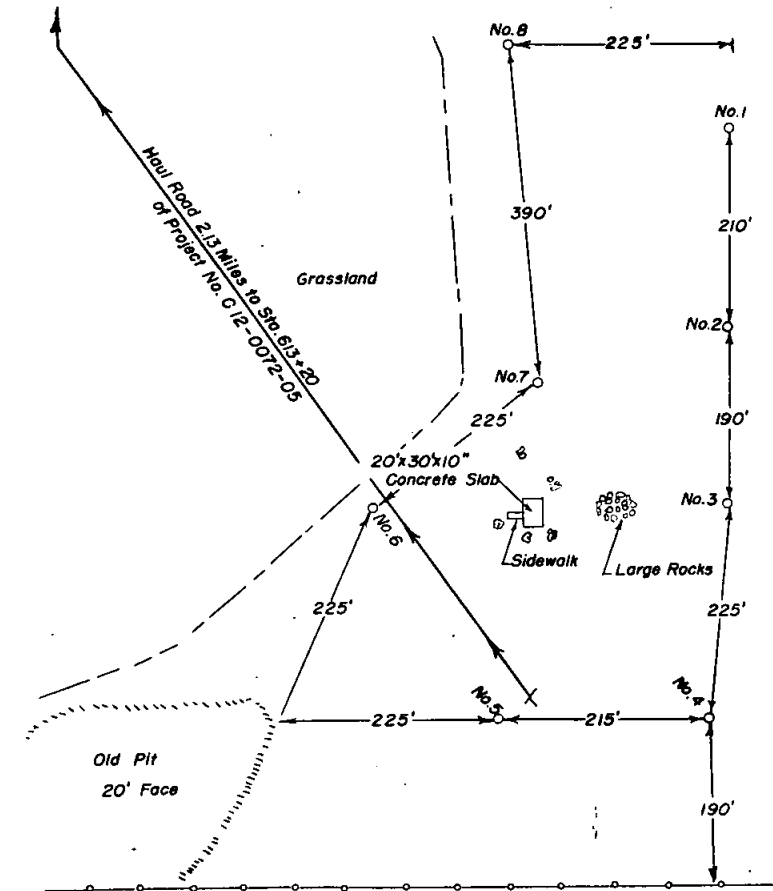 No.8
225'
No.1
Haul Road 2.13 Miles to Sta. 613+20
of Project No. C 12-0072-05
390'
210'
Grassland
No.2
No.7
225'
190'
20'x30'x10"
Concrete Slab
No.3
No.6
Sidewalk
Large Rocks
225'
225'
No.4
No.5
225'
215'
Old Pit
20' Face
190'